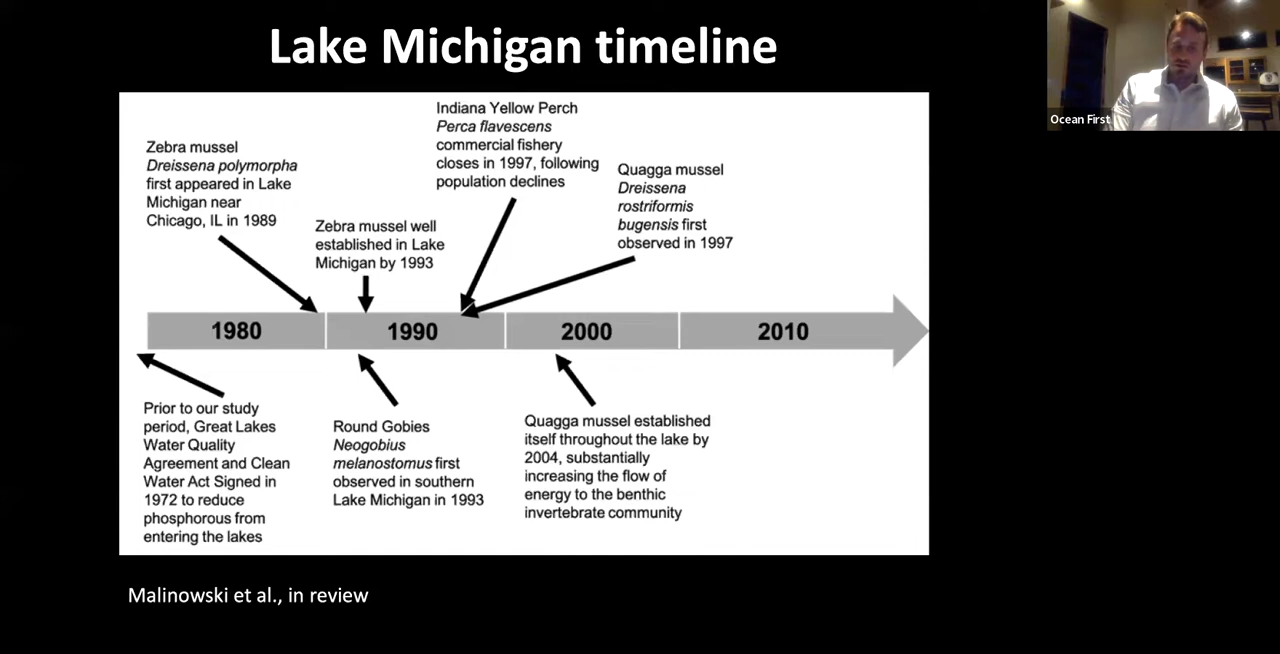 Lake Michigan timeline
Ocean First
Zebra mussel
Dreissena polymorpha
first appeared in Lake
Michigan near
Chicago, IL in 1989
Zebra mussel well
established in Lake
Michigan by 1993
Indiana Yellow Perch
Perca flavescens
commercial fishery
closes in 1997, following
population declines
Quagga mussel
Dreissena
rostriformis
bugensis first
observed in 1997
1980
1990
2000
2010
Prior to our study
period, Great Lakes
Water Quality
Agreement and Clean
Water Act Signed in
1972 to reduce
phosphorous from
entering the lakes
Round Gobies
Neogobius
melanostomus first
observed in southern
Lake Michigan in 1993
Quagga mussel established
itself throughout the lake by
2004, substantially
increasing the flow of
energy to the benthic
invertebrate community
Malinowski et al., in review